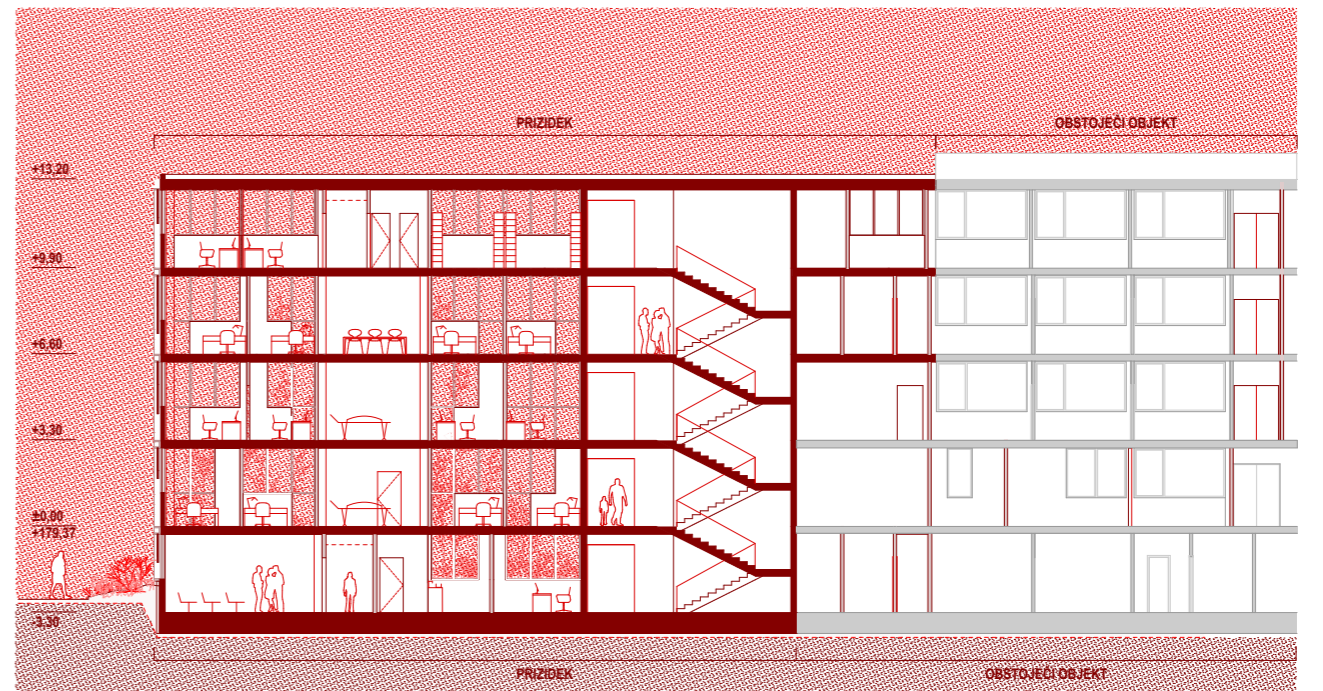 PRIZIDEK
OBSTOJEČI OBJEKT
+13,20
+9,90
+6,60
+3,30
±0,00
+179,37
-3,30
PRIZIDEK
OBSTOJEČI OBJEKT